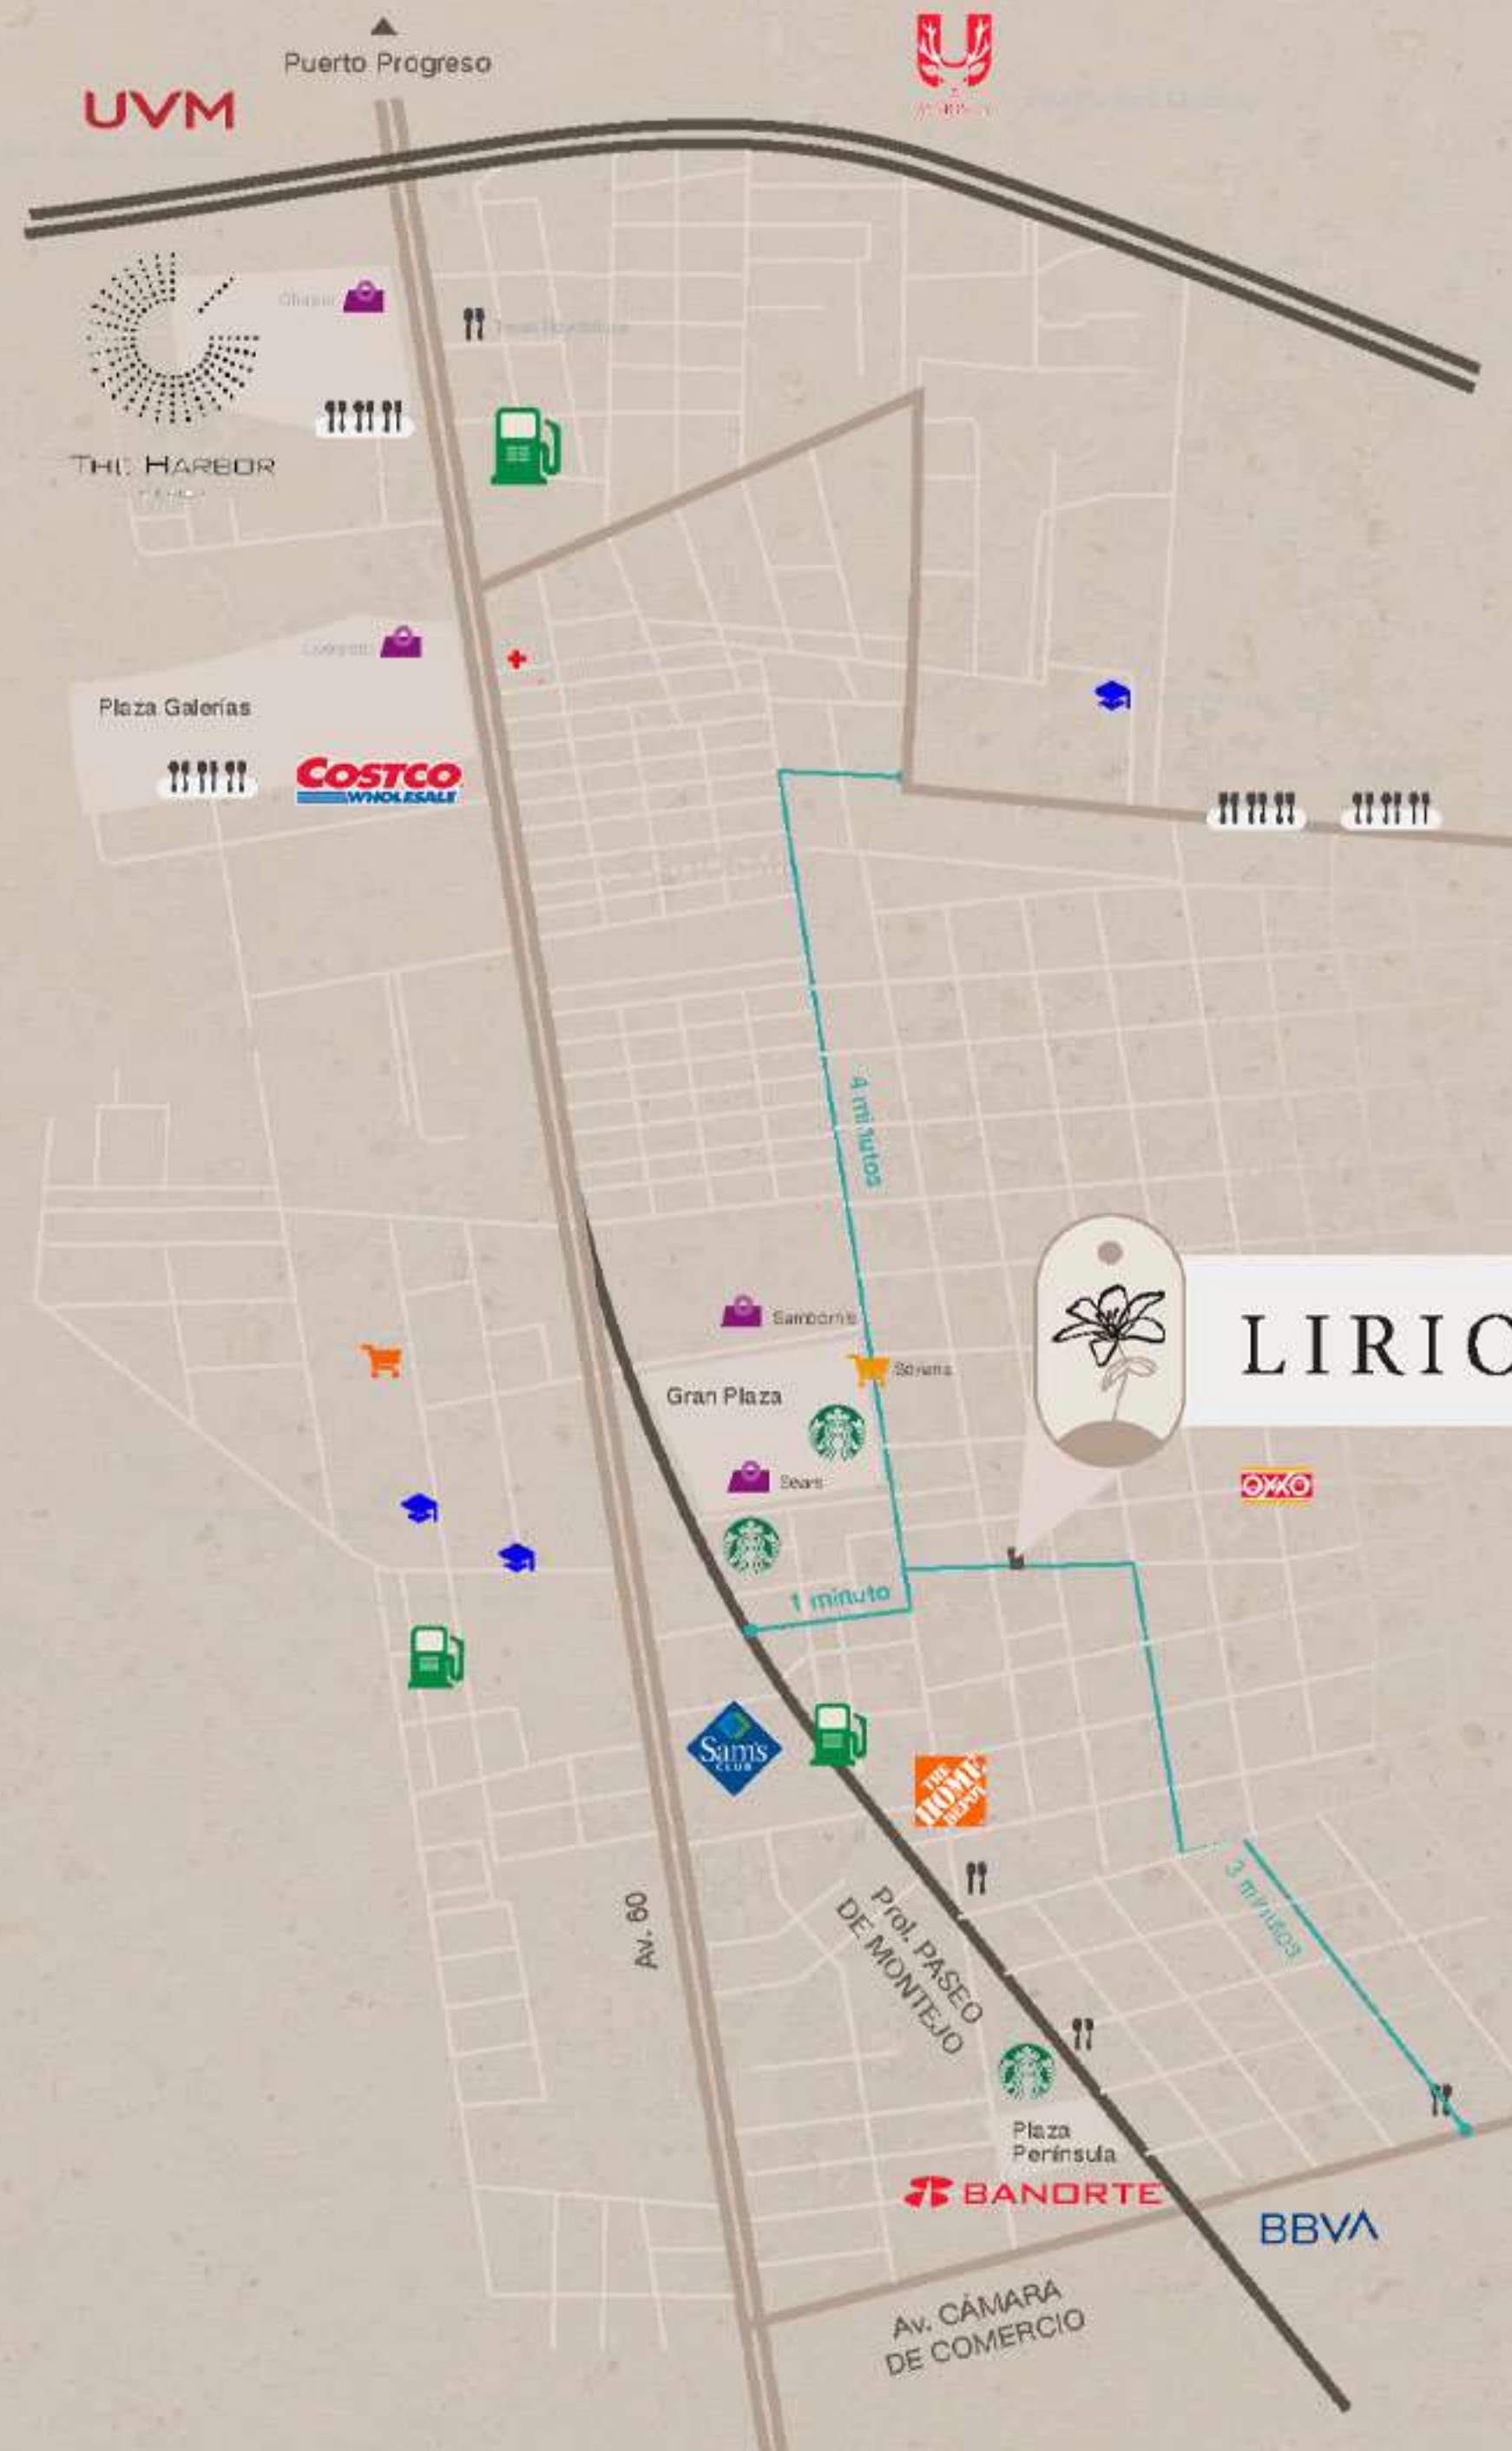 Puerto Progreso
UVM
THE HARBOR
Plaza Galerías
COSTCO
WHOLESALE
4 minutos
Sanborn's
LIRIO
Gran Plaza
Sears
OXXO
1 minuto
Sam's
CLUB
THE
HOME
DEPOT
3 minutos
Av. 60
Prol. PASEO
DE MONTEJO
Plaza
Península
BANORTE
BBVA
Av. CÁMARA
DE COMERCIO